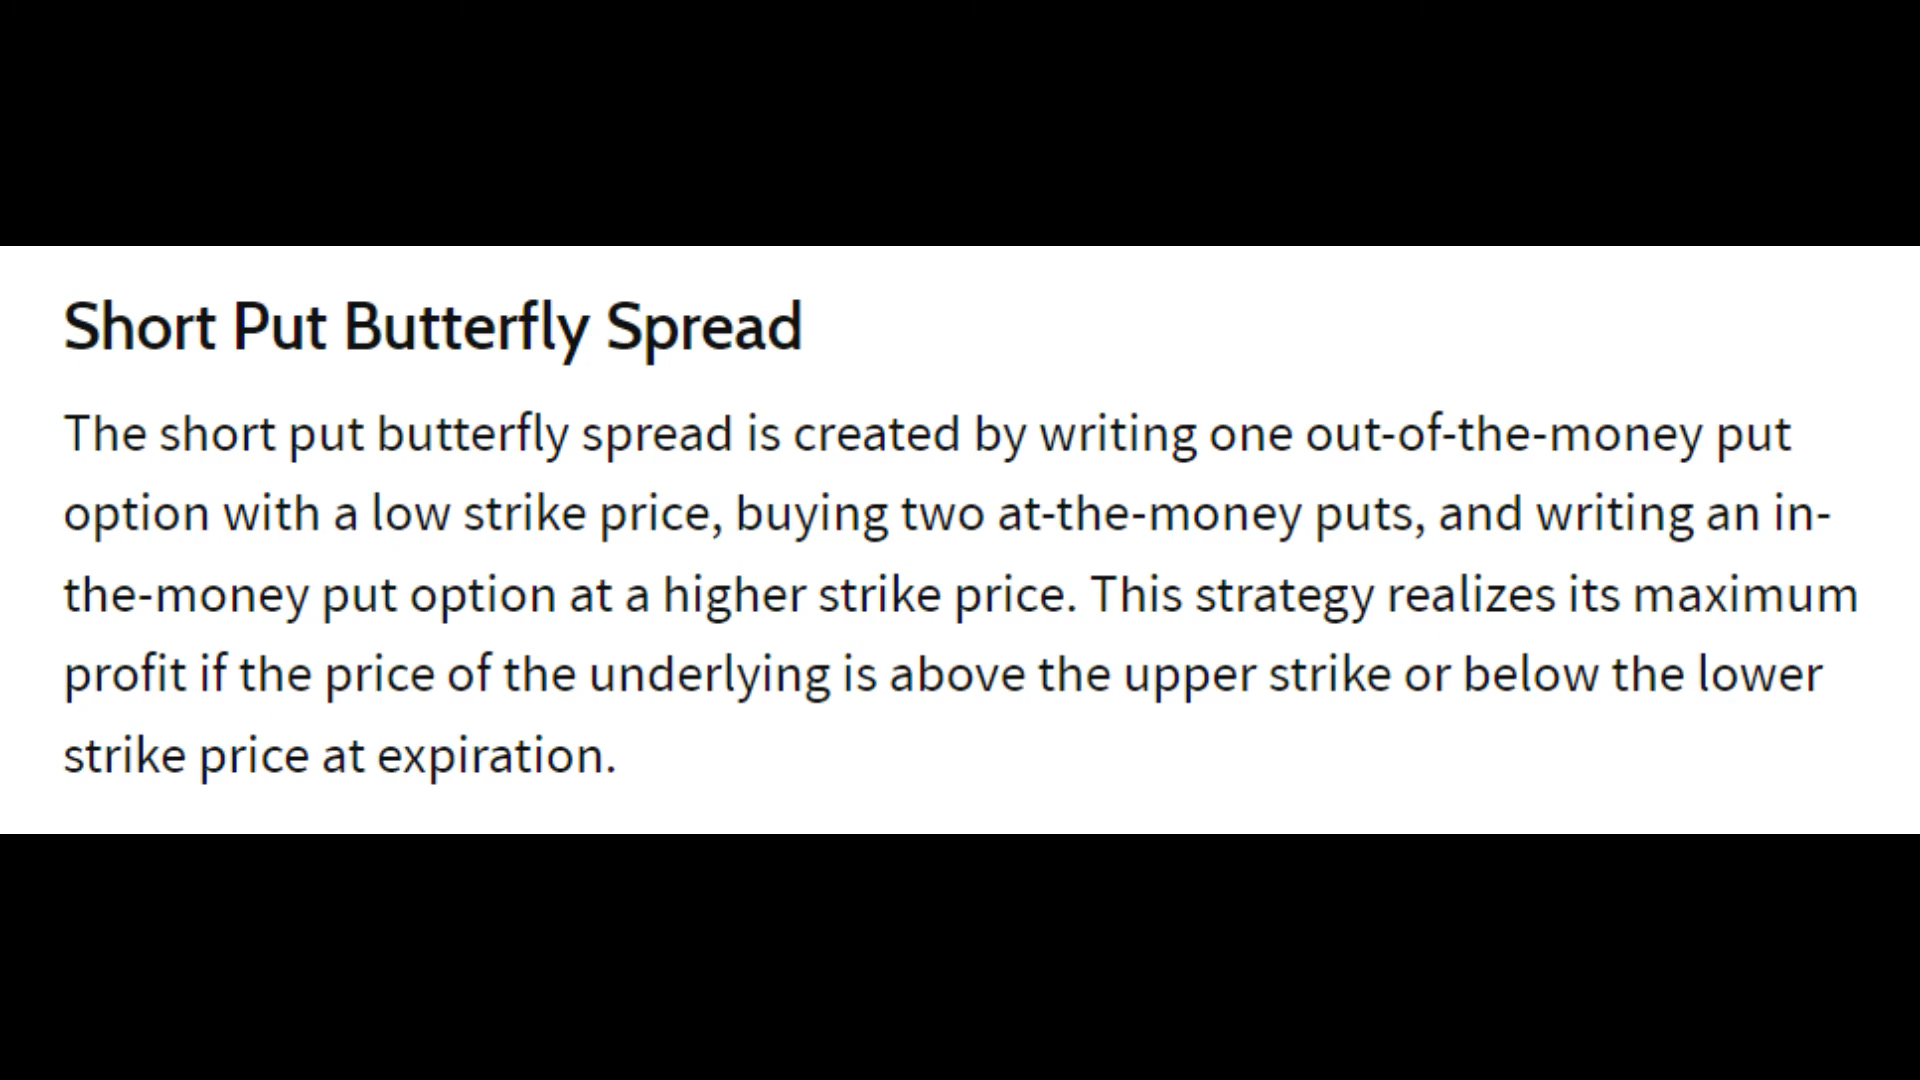 Short Put Butterfly Spread
The short put butterfly spread is created by writing one out-of-the-money put
option with a low strike price, buying two at-the-money puts, and writing an in-
the-money put option at a higher strike price. This strategy realizes its maximum
profit if the price of the underlying is above the upper strike or below the lower
strike price at expiration.